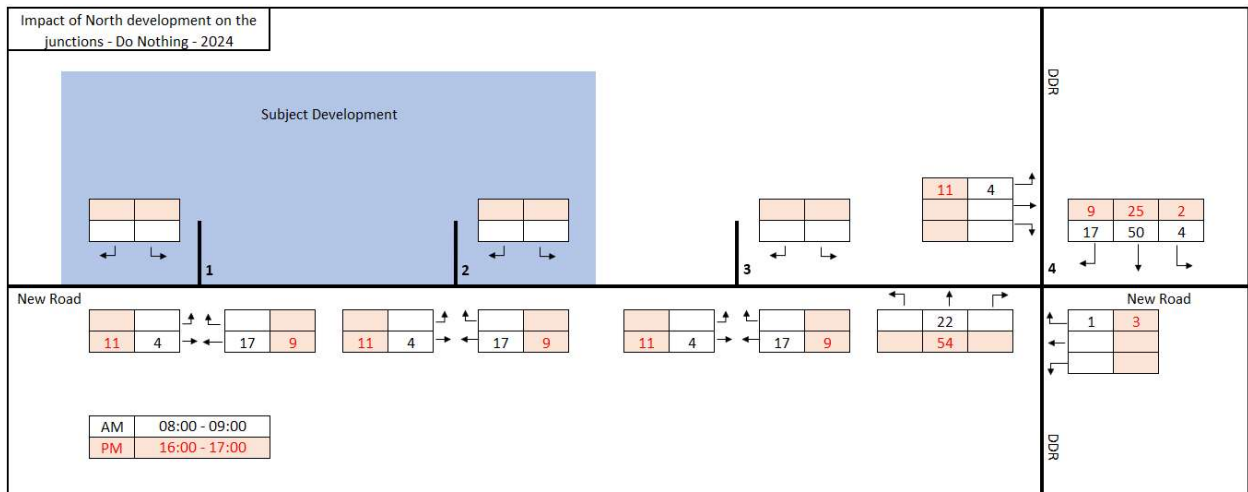 Impact of North development on the
junctions - Do Nothing - 2024
DDR
Subject Development
11 4
9 25 2
17 50 4
1
2
3
4
New Road
New Road
22
1 3
11 4
17 9
11 4
17 9
11 4
17 9
54
AM 08:00 - 09:00
PM 16:00 - 17:00
DDR